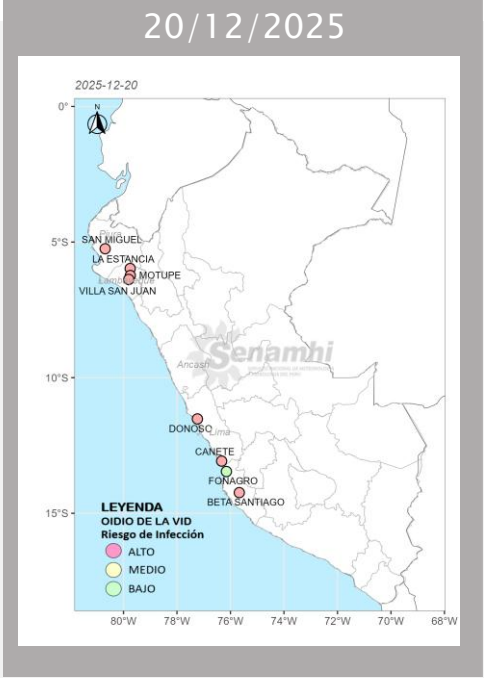 20/12/2025
2025-12-20
N
0°
Piura
SAN MIGUEL
5°S
LA ESTANCIA
MOTUPE
VILLA SAN JUAN
Senamhi
Ancash
10°S
DONOSO
Lima
CANETE
FONAGRO
BETA SANTIAGO
15°S
LEYENDA
OIDIO DE LA VID
Riesgo de Infección
ALTO
MEDIO
BAJO
80°W 78°W 76°W 74°W 72°W 70°W 68°W